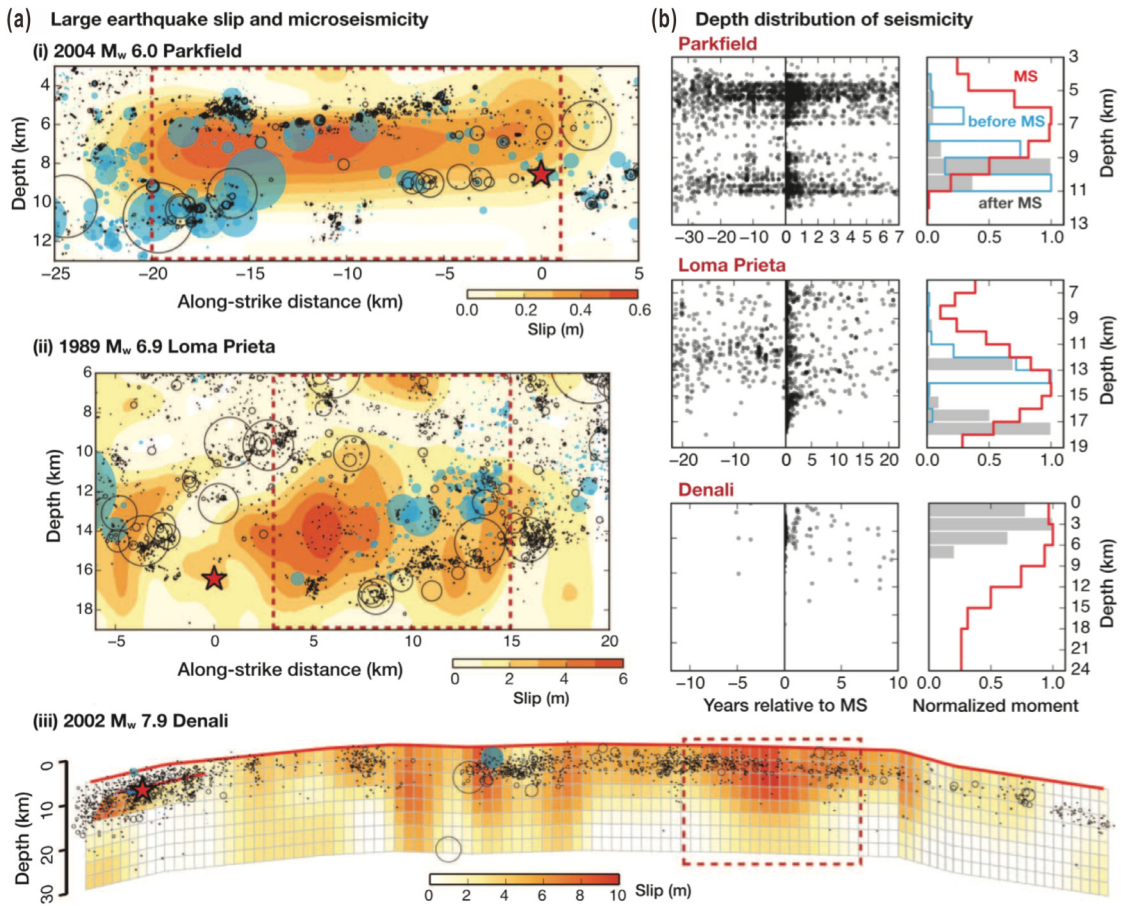 (a) Large earthquake slip and microseismicity
(i) 2004 Mw 6.0 Parkfield
4
6
8
10
12
Depth (km)
−25 −20 −15 −10 −5 0 5
Along-strike distance (km)
0.0 0.2 0.4 0.6
Slip (m)
(ii) 1989 Mw 6.9 Loma Prieta
6
8
10
12
14
16
18
Depth (km)
−5 0 5 10 15 20
Along-strike distance (km)
0 2 4 6
Slip (m)
(b) Depth distribution of seismicity
Parkfield
MS
before MS
after MS
3
5
7
9
11
13
Depth (km)
−30 −20 −10 0 1 2 3 4 5 6 7
0.0 0.5 1.0
Loma Prieta
7
9
11
13
15
17
19
Depth (km)
−20 −10 0 5 10 15 20
0.0 0.5 1.0
Denali
0
3
6
9
12
15
18
21
24
Depth (km)
−10 −5 0 5 10
Years relative to MS
0.0 0.5 1.0
Normalized moment
(iii) 2002 Mw 7.9 Denali
0
10
20
30
Depth (km)
0 2 4 6 8 10
Slip (m)